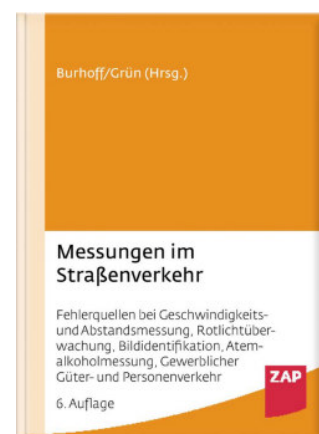 Burhoff/Grün (Hrsg.)
Messungen im
Straßenverkehr
Fehlerquellen bei Geschwindigkeits-
und Abstandsmessung, Rotlichtüber-
wachung, Bildidentifikation, Atem-
alkoholmessung, Gewerblicher
Güter- und Personenverkehr
ZAP
6. Auflage